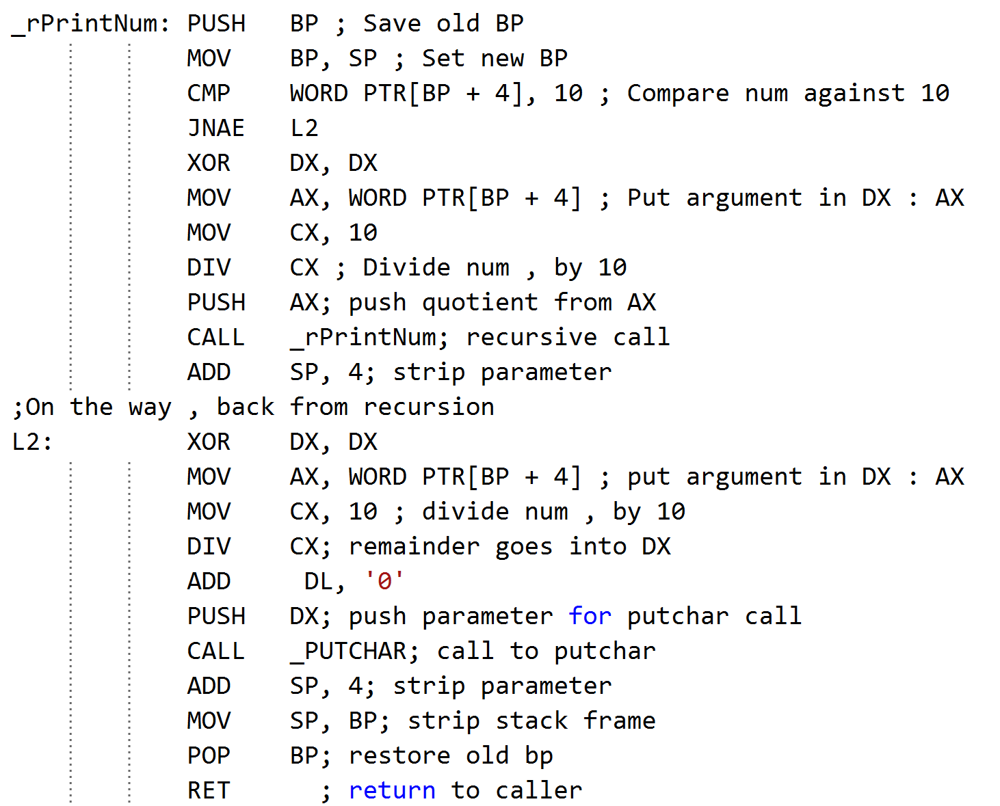 _rPrintNum: PUSH   BP ; Save old BP
            MOV    BP, SP ; Set new BP
            CMP    WORD PTR[BP + 4], 10 ; Compare num against 10
            JNAE   L2
            XOR    DX, DX
            MOV    AX, WORD PTR[BP + 4] ; Put argument in DX : AX
            MOV    CX, 10
            DIV    CX ; Divide num , by 10
            PUSH   AX; push quotient from AX
            CALL   _rPrintNum; recursive call
            ADD    SP, 4; strip parameter
;On the way , back from recursion
L2:         XOR    DX, DX
            MOV    AX, WORD PTR[BP + 4] ; put argument in DX : AX
            MOV    CX, 10 ; divide num , by 10
            DIV    CX; remainder goes into DX
            ADD     DL, '0'
            PUSH   DX; push parameter for putchar call
            CALL   _PUTCHAR; call to putchar
            ADD    SP, 4; strip parameter
            MOV    SP, BP; strip stack frame
            POP    BP; restore old bp
            RET      ; return to caller